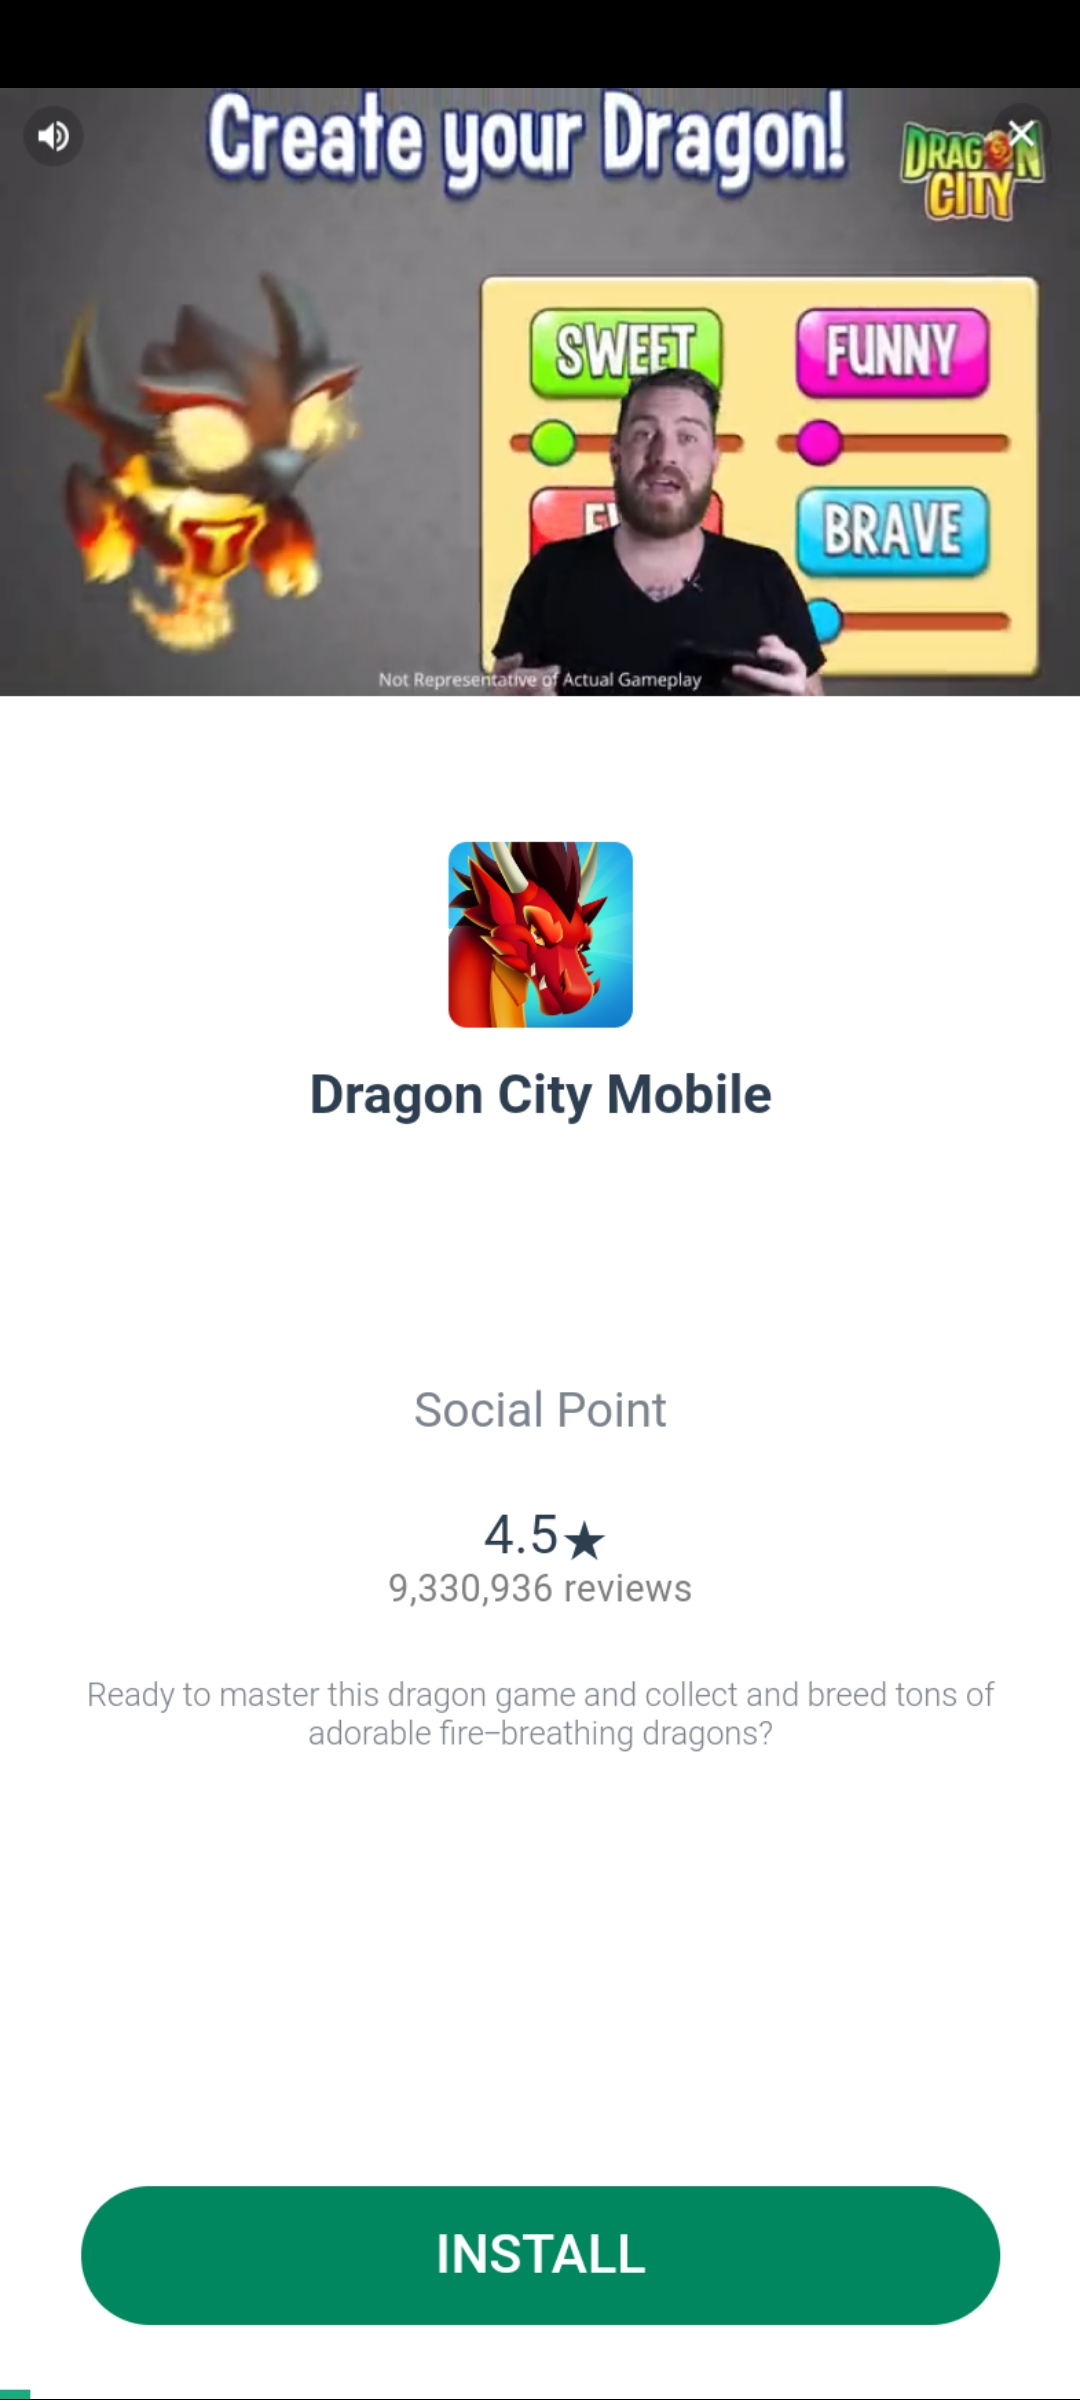 Create your Dragon!
DRAGON
CITY
SWEET
FUNNY
BRAVE
Not Representative of Actual Gameplay
Dragon City Mobile
Social Point
4.5★
9,330,936 reviews
Ready to master this dragon game and collect and breed tons of
adorable fire–breathing dragons?
INSTALL